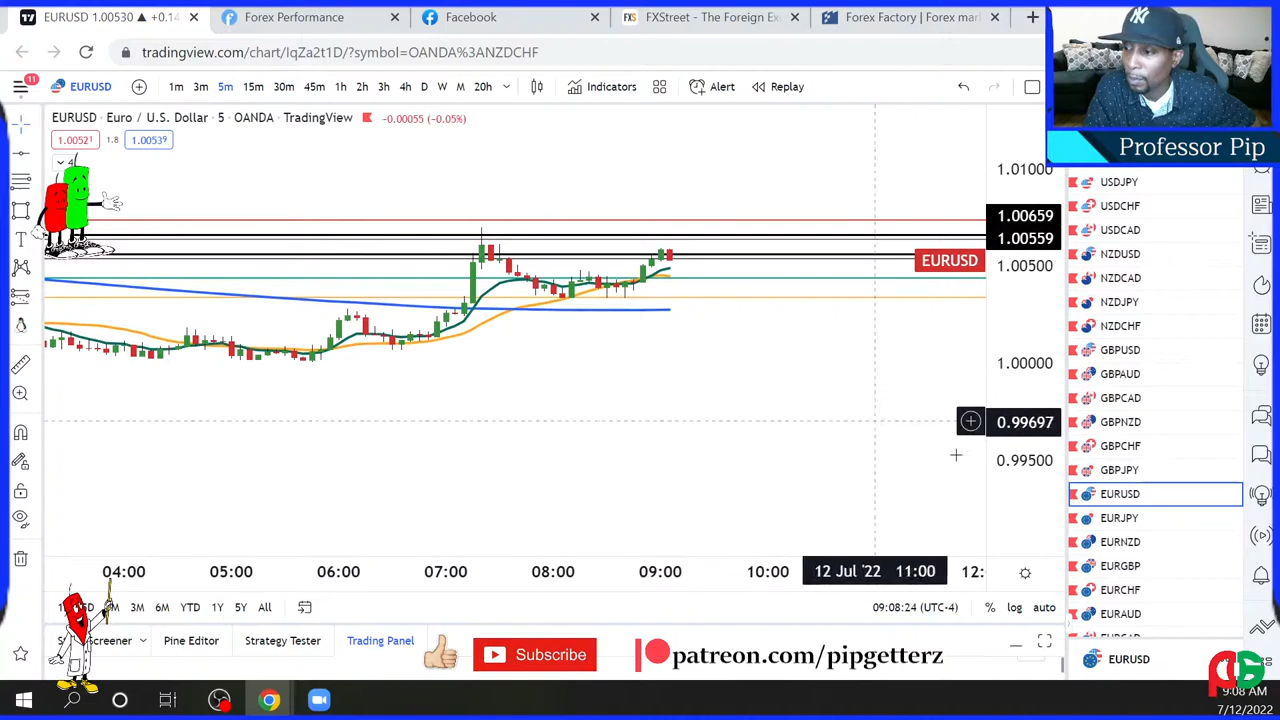 EURUSD 1.00530 ▲ +0.14
Forex Performance
Facebook
FXS FXStreet - The Foreign Ex
Forex Factory | Forex mar
tradingview.com/chart/IqZa2t1D/?symbol=OANDA%3ANZDCHF
11
EURUSD
1m 3m 5m 15m 30m 45m 1h 2h 3h 4h D W M 20h
Indicators
Alert
Replay
EURUSD · Euro / U.S. Dollar · 5 · OANDA · TradingView
−0.00055 (−0.05%)
1.00521
1.8
1.00539
4
Professor Pip
1.01000
1.00659
1.00559
EURUSD
1.00500
1.00000
0.99697
0.99500
USDJPY
USDCHF
USDCAD
NZDUSD
NZDCAD
NZDJPY
NZDCHF
GBPUSD
GBPAUD
GBPCAD
GBPNZD
GBPCHF
GBPJPY
EURUSD
EURJPY
EURNZD
EURGBP
EURCHF
EURAUD
EURCAD
04:00 05:00 06:00 07:00 08:00 09:00 10:00 12 Jul '22 11:00 12:
3M 6M YTD 1Y 5Y All
09:08:24 (UTC-4)
% log auto
Screener
Pine Editor
Strategy Tester
Trading Panel
Subscribe
patreon.com/pipgetterz
EURUSD
9:08 AM
7/12/2022